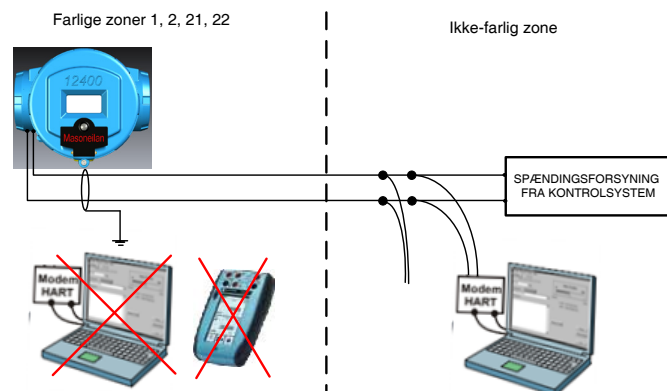 Farlige zoner 1, 2, 21, 22
Ikke-farlig zone
12400
Masoneilan
SPÆNDINGSFORSYNING
FRA KONTROLSYSTEM
Modem
HART
Modem
HART